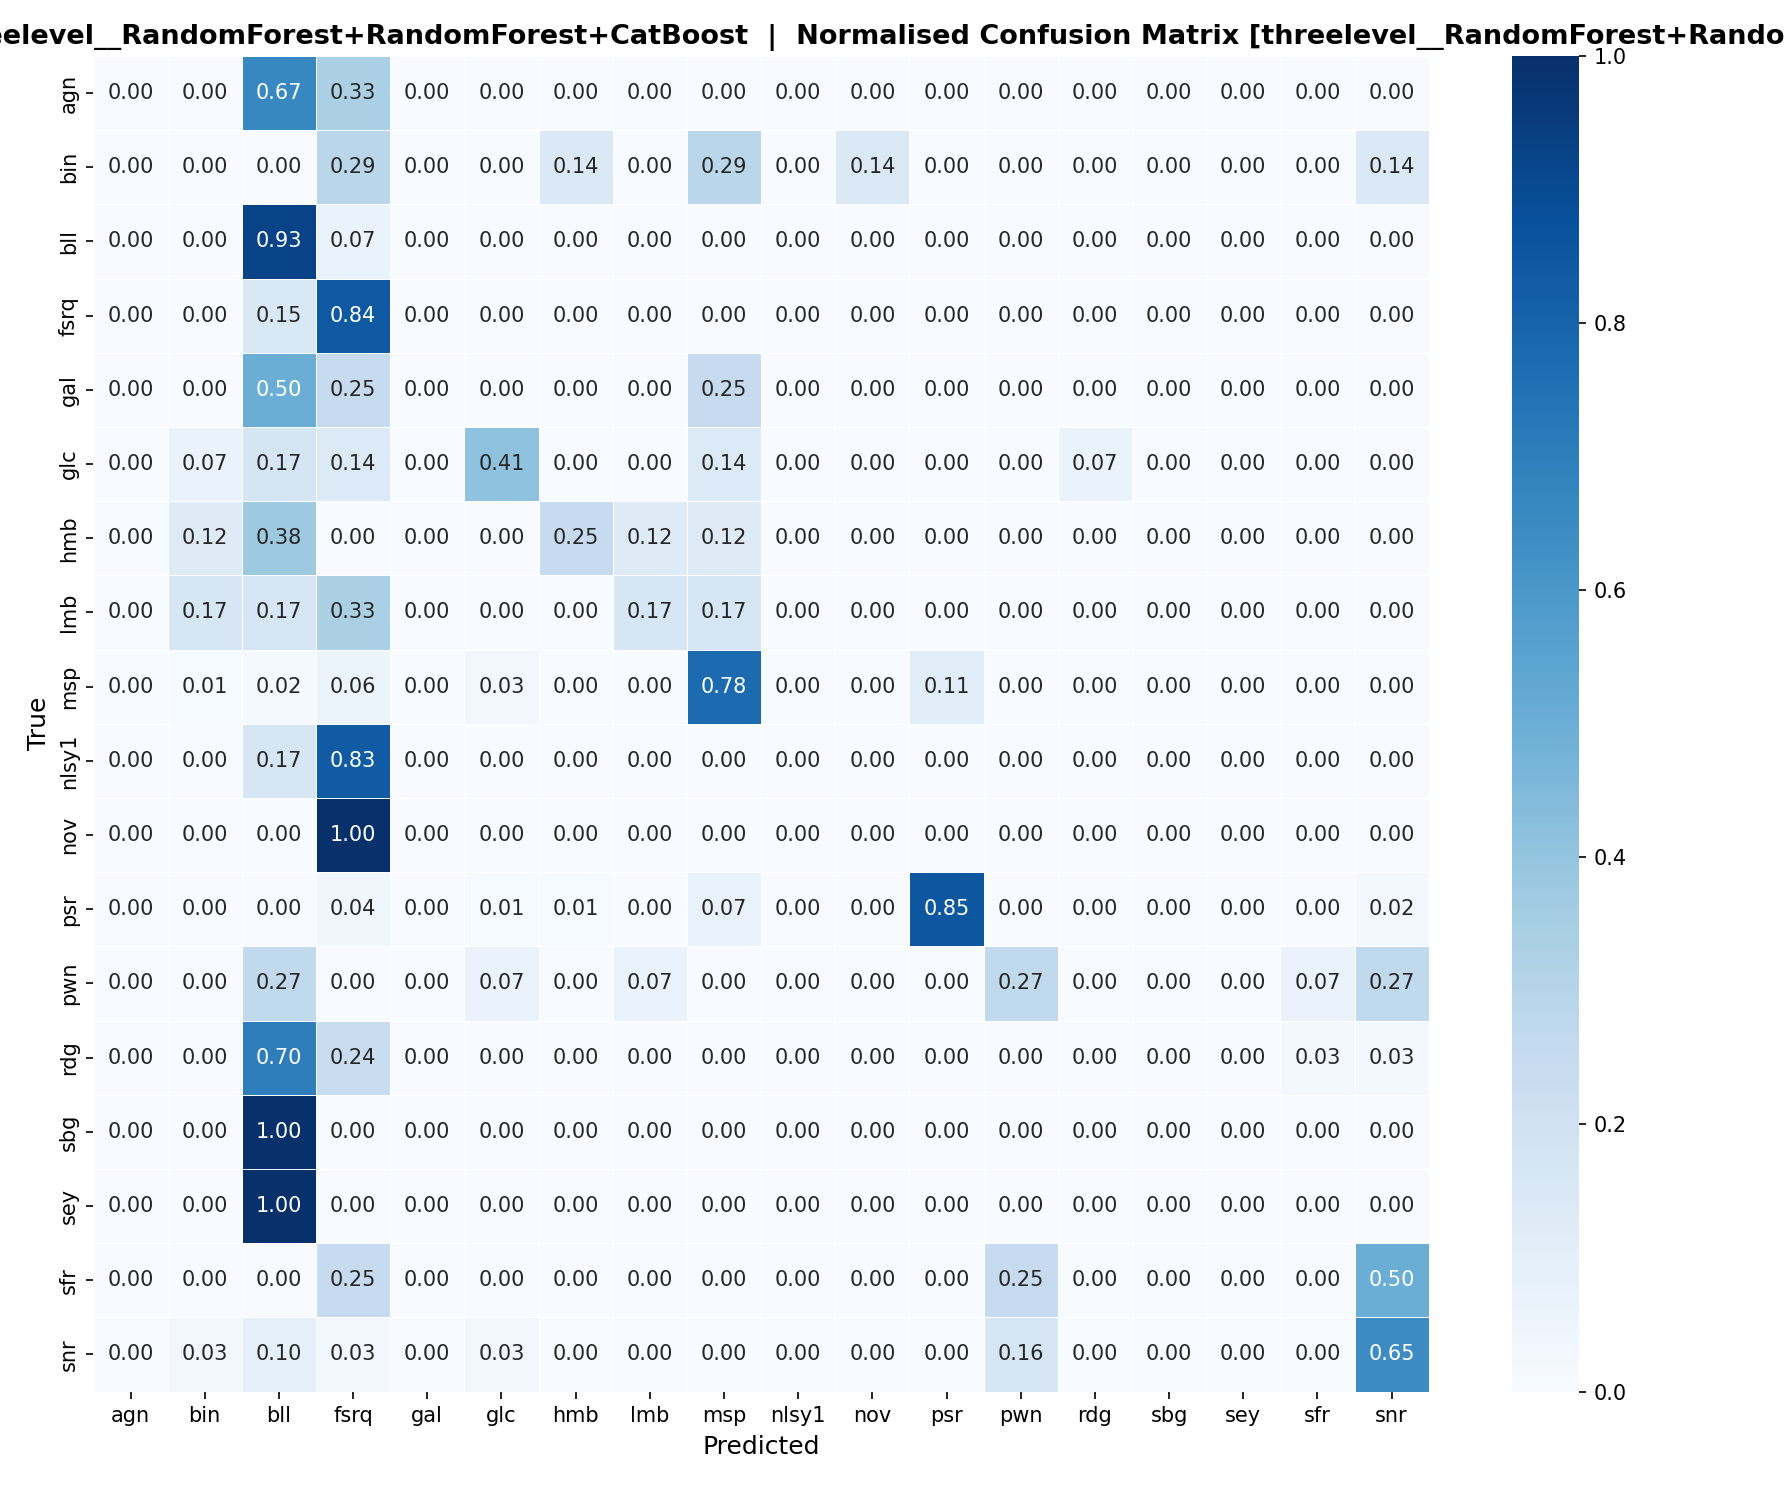 eelevel__RandomForest+RandomForest+CatBoost | Normalised Confusion Matrix [threelevel__RandomForest+Rando
agn 0.00 0.00 0.67 0.33 0.00 0.00 0.00 0.00 0.00 0.00 0.00 0.00 0.00 0.00 0.00 0.00 0.00 0.00
bin 0.00 0.00 0.00 0.29 0.00 0.00 0.14 0.00 0.29 0.00 0.14 0.00 0.00 0.00 0.00 0.00 0.00 0.14
bll 0.00 0.00 0.93 0.07 0.00 0.00 0.00 0.00 0.00 0.00 0.00 0.00 0.00 0.00 0.00 0.00 0.00 0.00
fsrq 0.00 0.00 0.15 0.84 0.00 0.00 0.00 0.00 0.00 0.00 0.00 0.00 0.00 0.00 0.00 0.00 0.00 0.00
gal 0.00 0.00 0.50 0.25 0.00 0.00 0.00 0.00 0.25 0.00 0.00 0.00 0.00 0.00 0.00 0.00 0.00 0.00
glc 0.00 0.07 0.17 0.14 0.00 0.41 0.00 0.00 0.14 0.00 0.00 0.00 0.00 0.07 0.00 0.00 0.00 0.00
hmb 0.00 0.12 0.38 0.00 0.00 0.00 0.25 0.12 0.12 0.00 0.00 0.00 0.00 0.00 0.00 0.00 0.00 0.00
lmb 0.00 0.17 0.17 0.33 0.00 0.00 0.00 0.17 0.17 0.00 0.00 0.00 0.00 0.00 0.00 0.00 0.00 0.00
msp 0.00 0.01 0.02 0.06 0.00 0.03 0.00 0.00 0.78 0.00 0.00 0.11 0.00 0.00 0.00 0.00 0.00 0.00
nlsy1 0.00 0.00 0.17 0.83 0.00 0.00 0.00 0.00 0.00 0.00 0.00 0.00 0.00 0.00 0.00 0.00 0.00 0.00
nov 0.00 0.00 0.00 1.00 0.00 0.00 0.00 0.00 0.00 0.00 0.00 0.00 0.00 0.00 0.00 0.00 0.00 0.00
psr 0.00 0.00 0.00 0.04 0.00 0.01 0.01 0.00 0.07 0.00 0.00 0.85 0.00 0.00 0.00 0.00 0.00 0.02
pwn 0.00 0.00 0.27 0.00 0.00 0.07 0.00 0.07 0.00 0.00 0.00 0.00 0.27 0.00 0.00 0.00 0.07 0.27
rdg 0.00 0.00 0.70 0.24 0.00 0.00 0.00 0.00 0.00 0.00 0.00 0.00 0.00 0.00 0.00 0.00 0.03 0.03
sbg 0.00 0.00 1.00 0.00 0.00 0.00 0.00 0.00 0.00 0.00 0.00 0.00 0.00 0.00 0.00 0.00 0.00 0.00
sey 0.00 0.00 1.00 0.00 0.00 0.00 0.00 0.00 0.00 0.00 0.00 0.00 0.00 0.00 0.00 0.00 0.00 0.00
sfr 0.00 0.00 0.00 0.25 0.00 0.00 0.00 0.00 0.00 0.00 0.00 0.00 0.25 0.00 0.00 0.00 0.00 0.50
snr 0.00 0.03 0.10 0.03 0.00 0.03 0.00 0.00 0.00 0.00 0.00 0.00 0.16 0.00 0.00 0.00 0.00 0.65
agn bin bll fsrq gal glc hmb lmb msp nlsy1 nov psr pwn rdg sbg sey sfr snr
Predicted
True
1.0
0.8
0.6
0.4
0.2
0.0